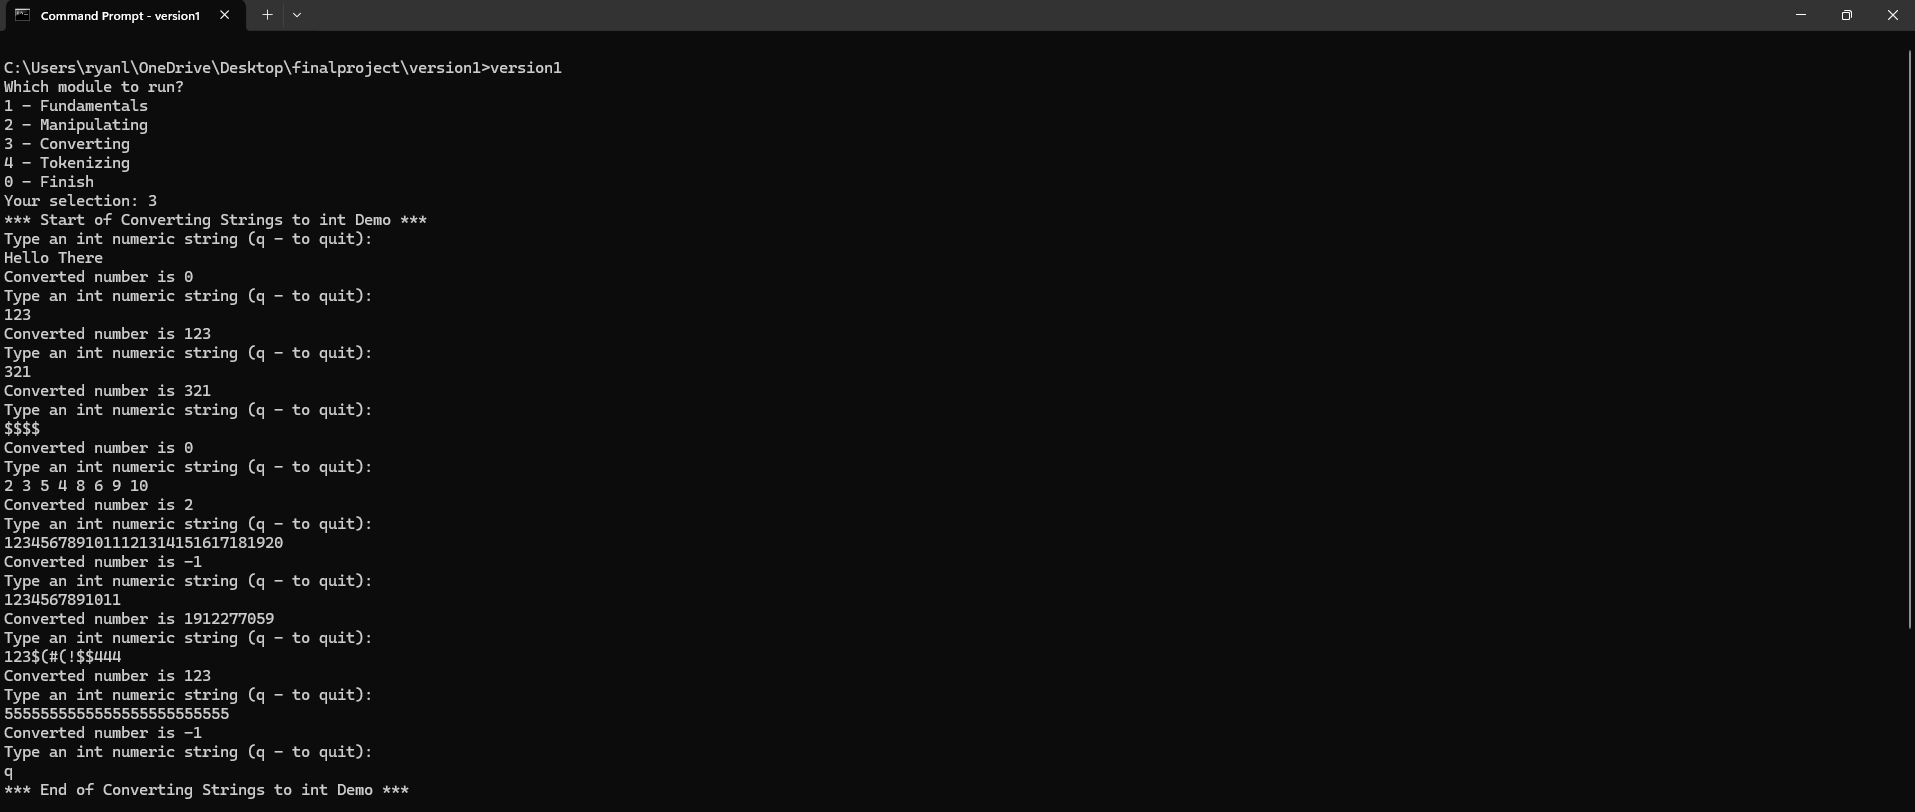 Command Prompt - version1
C:\Users\ryanl\OneDrive\Desktop\finalproject\version1>version1
Which module to run?
1 - Fundamentals
2 - Manipulating
3 - Converting
4 - Tokenizing
0 - Finish
Your selection: 3
*** Start of Converting Strings to int Demo ***
Type an int numeric string (q - to quit):
Hello There
Converted number is 0
Type an int numeric string (q - to quit):
123
Converted number is 123
Type an int numeric string (q - to quit):
321
Converted number is 321
Type an int numeric string (q - to quit):
$$$$
Converted number is 0
Type an int numeric string (q - to quit):
2 3 5 4 8 6 9 10
Converted number is 2
Type an int numeric string (q - to quit):
1234567891011121314151617181920
Converted number is -1
Type an int numeric string (q - to quit):
1234567891011
Converted number is 1912277059
Type an int numeric string (q - to quit):
123$(#(!$$444
Converted number is 123
Type an int numeric string (q - to quit):
5555555555555555555555555
Converted number is -1
Type an int numeric string (q - to quit):
q
*** End of Converting Strings to int Demo ***